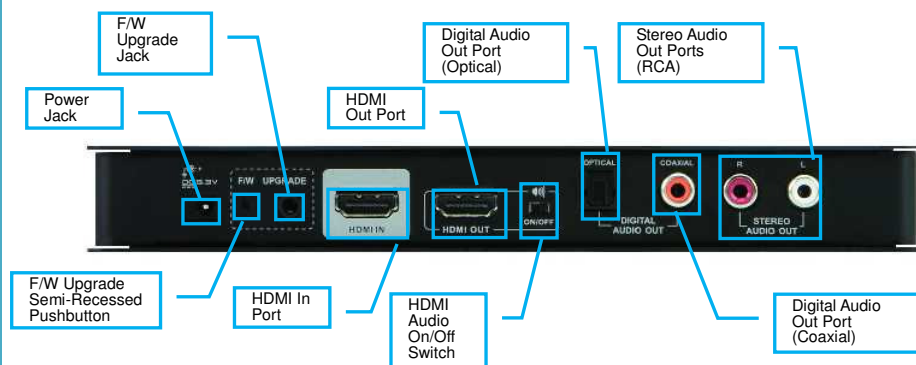 F/W
Upgrade
Jack
Digital Audio
Out Port
(Optical)
Stereo Audio
Out Ports
(RCA)
Power
Jack
HDMI
Out Port
DC5.3V
F/W UPGRADE
HDMI IN
HDMI OUT
ON/OFF
OPTICAL
COAXIAL
DIGITAL
AUDIO OUT
R
L
STEREO
AUDIO OUT
F/W Upgrade
Semi-Recessed
Pushbutton
HDMI In
Port
HDMI
Audio
On/Off
Switch
Digital Audio
Out Port
(Coaxial)